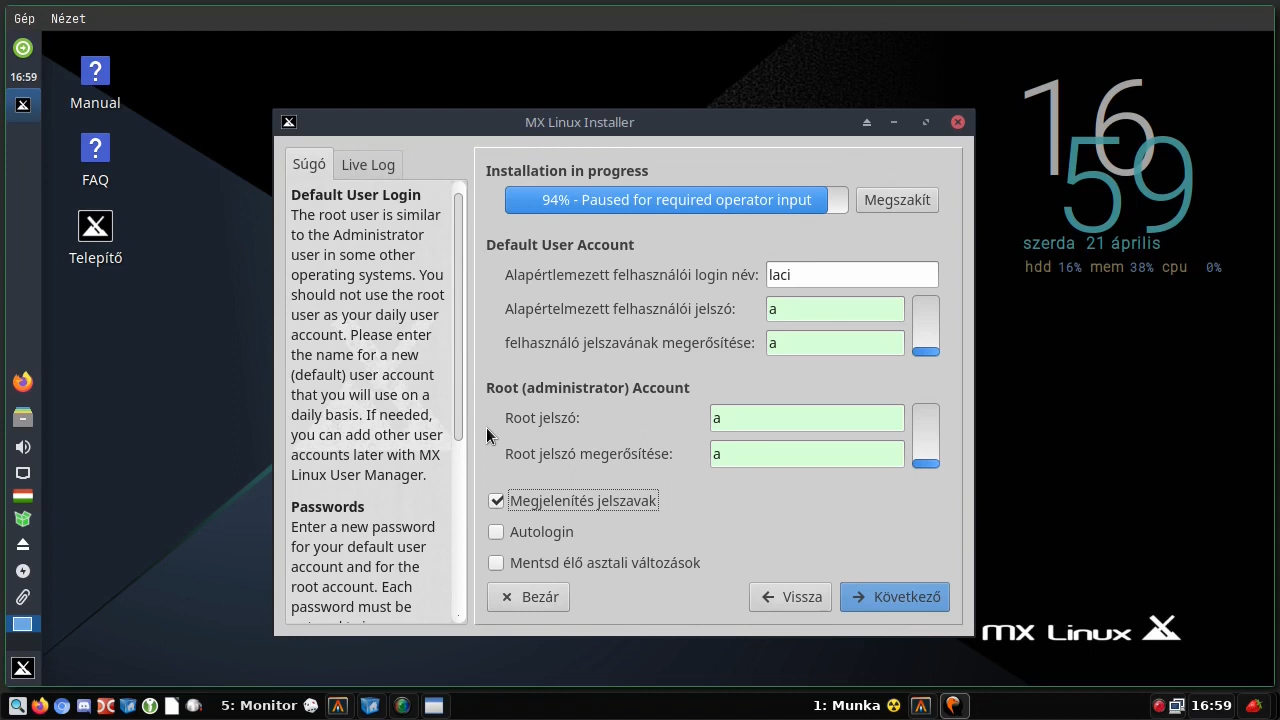 Gép Nézet
16:59
Manual
FAQ
Telepítő
MX Linux Installer
Súgó Live Log
Default User Login
The root user is similar
to the Administrator
user in some other
operating systems. You
should not use the root
user as your daily user
account. Please enter
the name for a new
(default) user account
that you will use on a
daily basis. If needed,
you can add other user
accounts later with MX
Linux User Manager.
Passwords
Enter a new password
for your default user
account and for the
root account. Each
password must be
Installation in progress
94% - Paused for required operator input Megszakít
Default User Account
Alapértlemezett felhasználói login név: laci
Alapértelmezett felhasználói jelszó: a
felhasználó jelszavának megerősítése: a
Root (administrator) Account
Root jelszó: a
Root jelszó megerősítése: a
Megjelenítés jelszavak
Autologin
Mentsd élő asztali változások
Bezár Vissza Következő
16
59
szerda 21 április
hdd 16% mem 38% cpu 0%
MX Linux
5: Monitor 1: Munka 16:59